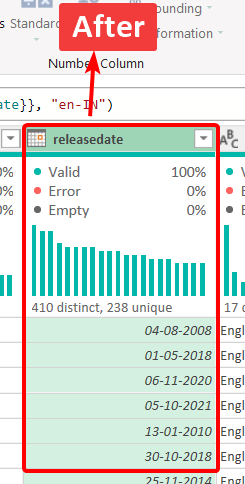 ounding
Standard
After
formation
Number Column
ate}}, "en-IN")
releasedate
ABC
0%
Valid 100%
0%
Error 0%
0%
Empty 0%
410 distinct, 238 unique
17 d
04-08-2008 Engl
01-05-2018 Engl
06-11-2020 Engl
05-10-2021 Engl
13-01-2010 Engl
30-10-2018 Engl
25-11-2014 Engl